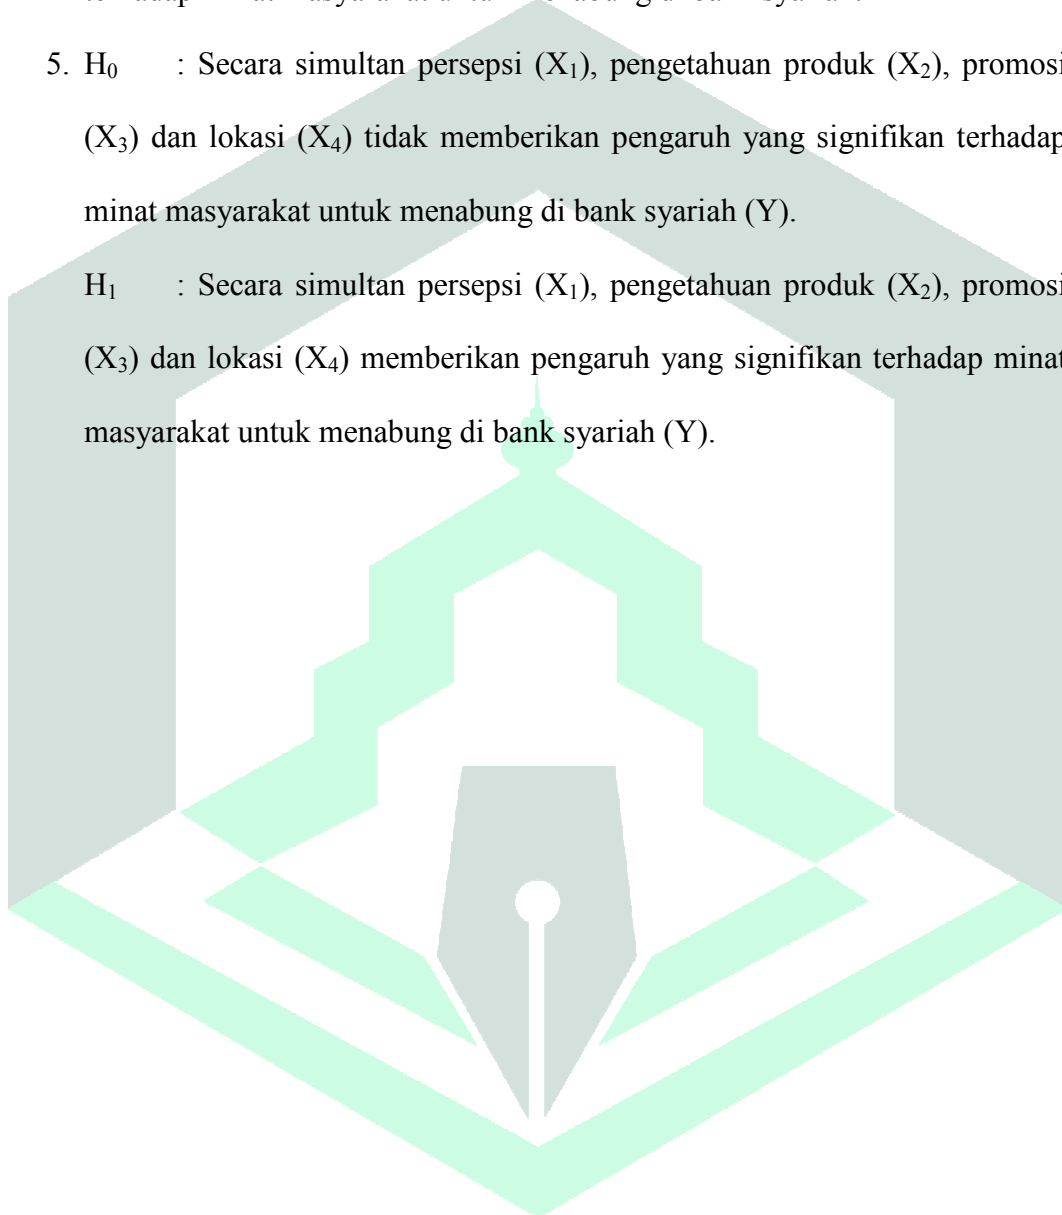 5. H₀ : Secara simultan persepsi (X₁), pengetahuan produk (X₂), promosi
(X₃) dan lokasi (X₄) tidak memberikan pengaruh yang signifikan terhadap
minat masyarakat untuk menabung di bank syariah (Y).
H₁ : Secara simultan persepsi (X₁), pengetahuan produk (X₂), promosi
(X₃) dan lokasi (X₄) memberikan pengaruh yang signifikan terhadap minat
masyarakat untuk menabung di bank syariah (Y).